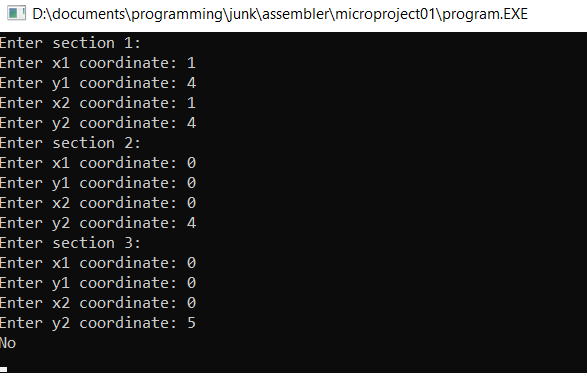 D:\documents\programming\junk\assembler\microproject01\program.EXE
Enter section 1:
Enter x1 coordinate: 1
Enter y1 coordinate: 4
Enter x2 coordinate: 1
Enter y2 coordinate: 4
Enter section 2:
Enter x1 coordinate: 0
Enter y1 coordinate: 0
Enter x2 coordinate: 0
Enter y2 coordinate: 4
Enter section 3:
Enter x1 coordinate: 0
Enter y1 coordinate: 0
Enter x2 coordinate: 0
Enter y2 coordinate: 5
No